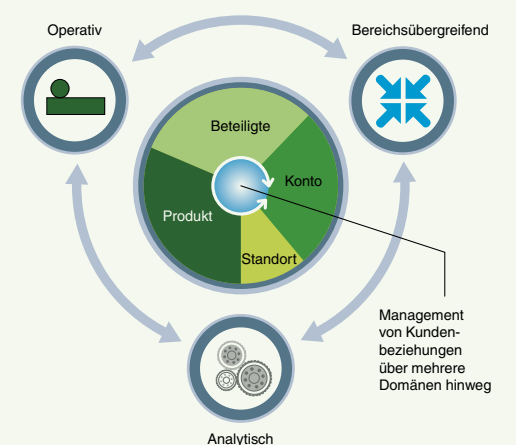 Operativ
Bereichsübergreifend
Beteiligte
Konto
Produkt
Standort
Management
von Kunden-
beziehungen
über mehrere
Domänen hinweg
Analytisch